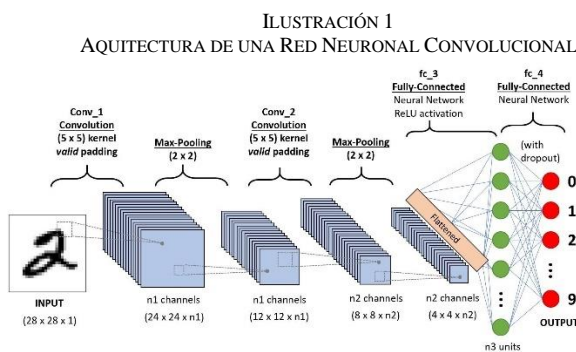 ILUSTRACIÓN 1
AQUITECTURA DE UNA RED NEURONAL CONVOLUCIONAL
fc_3
Fully-Connected
Neural Network
ReLU activation
fc_4
Fully-Connected
Neural Network
Conv_1
Convolution
(5 x 5) kernel
valid padding
Max-Pooling
(2 x 2)
Conv_2
Convolution
(5 x 5) kernel
valid padding
Max-Pooling
(2 x 2)
(with
dropout)
Flattened
0
1
2
9
2
INPUT
(28 x 28 x 1)
n1 channels
(24 x 24 x n1)
n1 channels
(12 x 12 x n1)
n2 channels
(8 x 8 x n2)
n2 channels
(4 x 4 x n2)
OUTPUT
n3 units